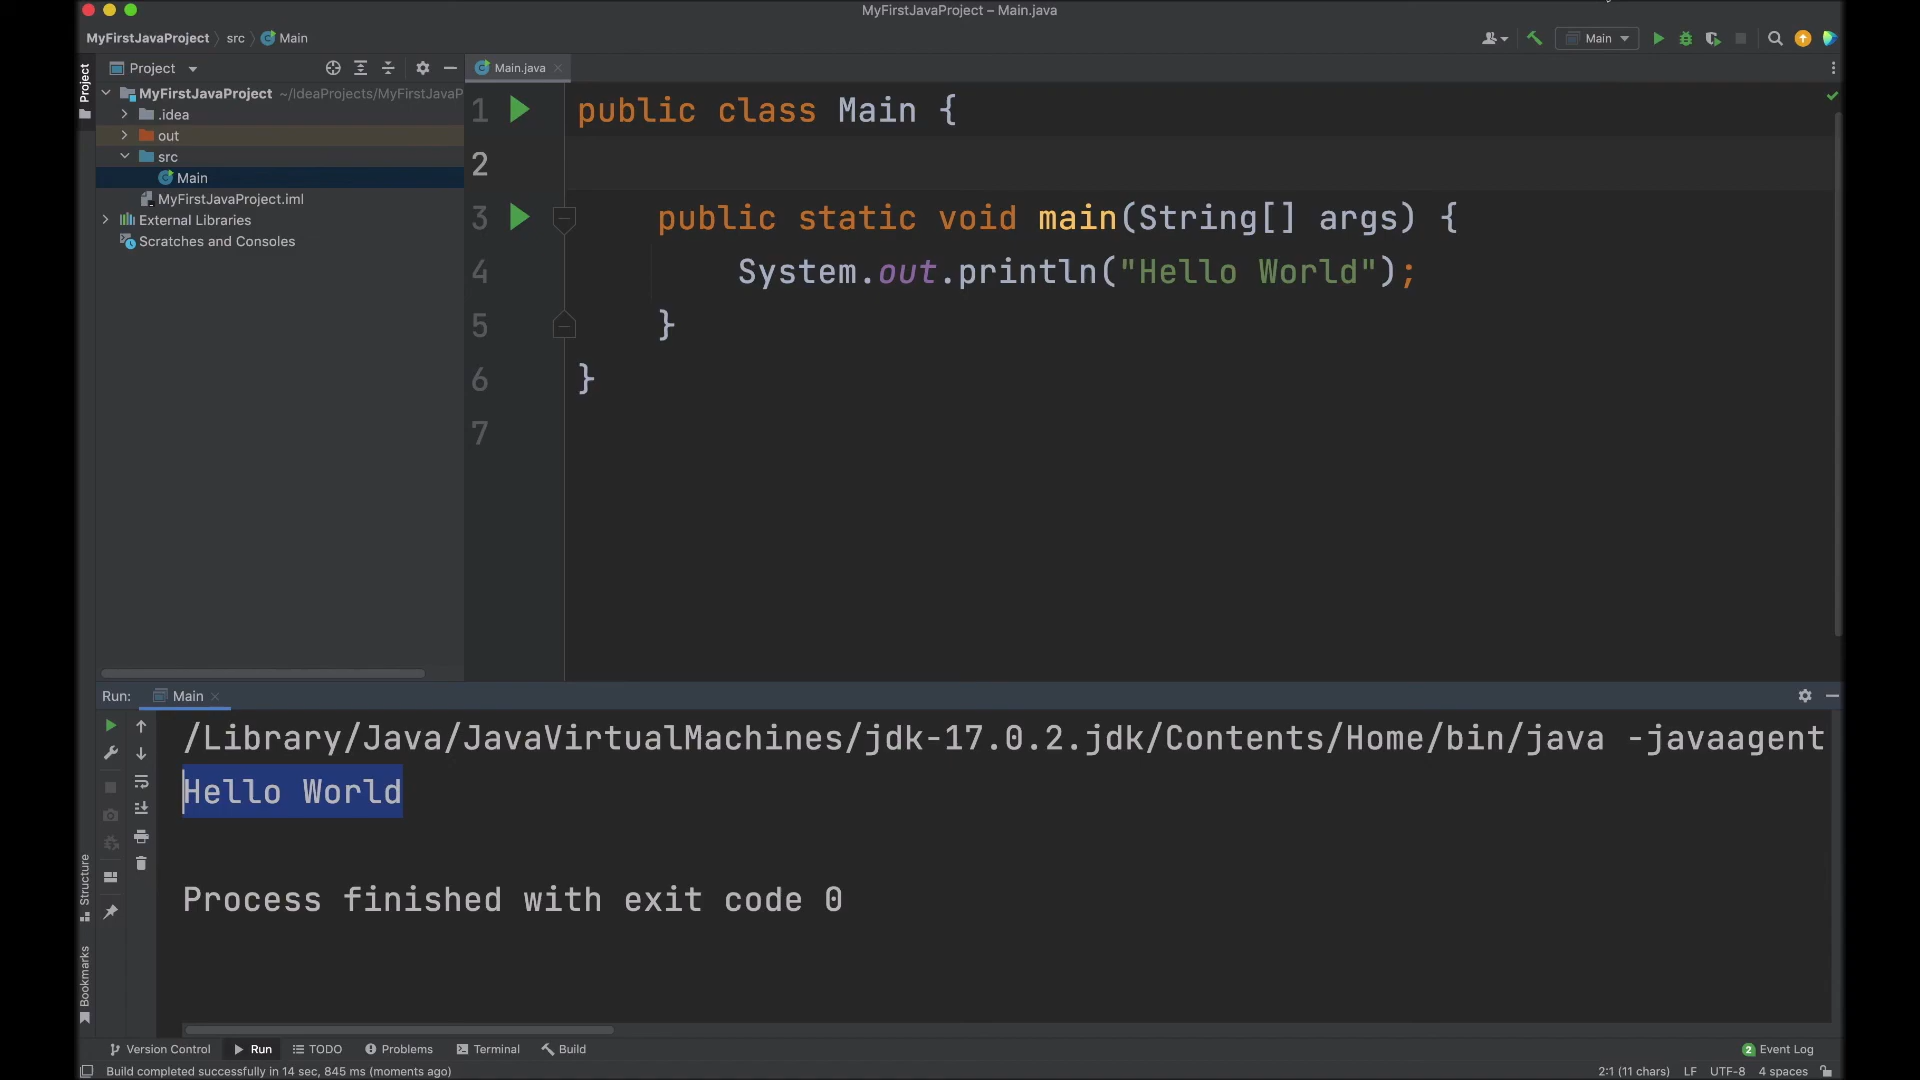 MyFirstJavaProject – Main.java
MyFirstJavaProject
src
Main
Main
Project
Project
MyFirstJavaProject ~/IdeaProjects/MyFirstJavaP
.idea
out
src
Main
MyFirstJavaProject.iml
External Libraries
Scratches and Consoles
Main.java
1 public class Main {
2
3 public static void main(String[] args) {
4 System.out.println("Hello World");
5 }
6 }
7
Run: Main
/Library/Java/JavaVirtualMachines/jdk-17.0.2.jdk/Contents/Home/bin/java -javaagent
Hello World
Process finished with exit code 0
Structure
Bookmarks
Version Control Run TODO Problems Terminal Build 2 Event Log
Build completed successfully in 14 sec, 845 ms (moments ago) 2:1 (11 chars) LF UTF-8 4 spaces